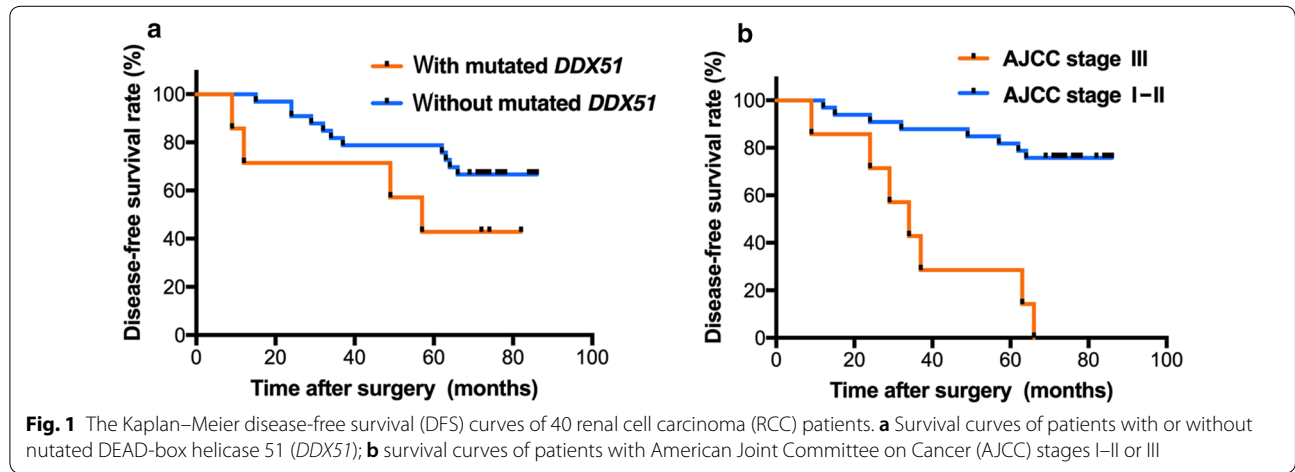 a
With mutated DDX51
Without mutated DDX51
Disease-free survival rate (%)
100
80
60
40
20
0
0 20 40 60 80 100
Time after surgery (months)
b
AJCC stage III
AJCC stage I–II
Disease-free survival rate (%)
100
80
60
40
20
0
0 20 40 60 80 100
Time after surgery (months)
Fig. 1 The Kaplan–Meier disease-free survival (DFS) curves of 40 renal cell carcinoma (RCC) patients. a Survival curves of patients with or without
nutated DEAD-box helicase 51 (DDX51); b survival curves of patients with American Joint Committee on Cancer (AJCC) stages I–II or III